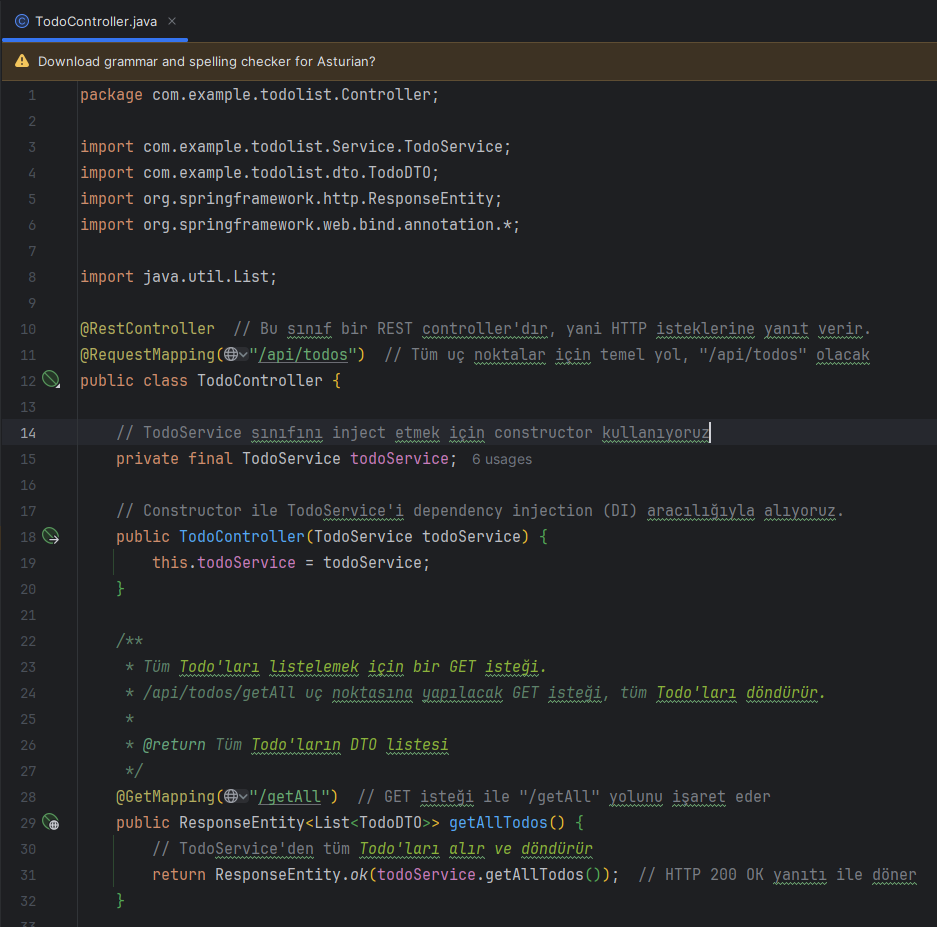 TodoController.java
Download grammar and spelling checker for Asturian?
1 package com.example.todolist.Controller;
2
3 import com.example.todolist.Service.TodoService;
4 import com.example.todolist.dto.TodoDTO;
5 import org.springframework.http.ResponseEntity;
6 import org.springframework.web.bind.annotation.*;
7
8 import java.util.List;
9
10 @RestController  // Bu sınıf bir REST controller'dır, yani HTTP isteklerine yanıt verir.
11 @RequestMapping("/api/todos")  // Tüm uç noktalar için temel yol, "/api/todos" olacak
12 public class TodoController {
13
14     // TodoService sınıfını inject etmek için constructor kullanıyoruz
15     private final TodoService todoService;  6 usages
16
17     // Constructor ile TodoService'i dependency injection (DI) aracılığıyla alıyoruz.
18     public TodoController(TodoService todoService) {
19         this.todoService = todoService;
20     }
21
22     /**
23      * Tüm Todo'ları listelemek için bir GET isteği.
24      * /api/todos/getAll uç noktasına yapılacak GET isteği, tüm Todo'ları döndürür.
25      *
26      * @return Tüm Todo'ların DTO listesi
27      */
28     @GetMapping("/getAll")  // GET isteği ile "/getAll" yolunu işaret eder
29     public ResponseEntity<List<TodoDTO>> getAllTodos() {
30         // TodoService'den tüm Todo'ları alır ve döndürür
31         return ResponseEntity.ok(todoService.getAllTodos());  // HTTP 200 OK yanıtı ile döner
32     }
33